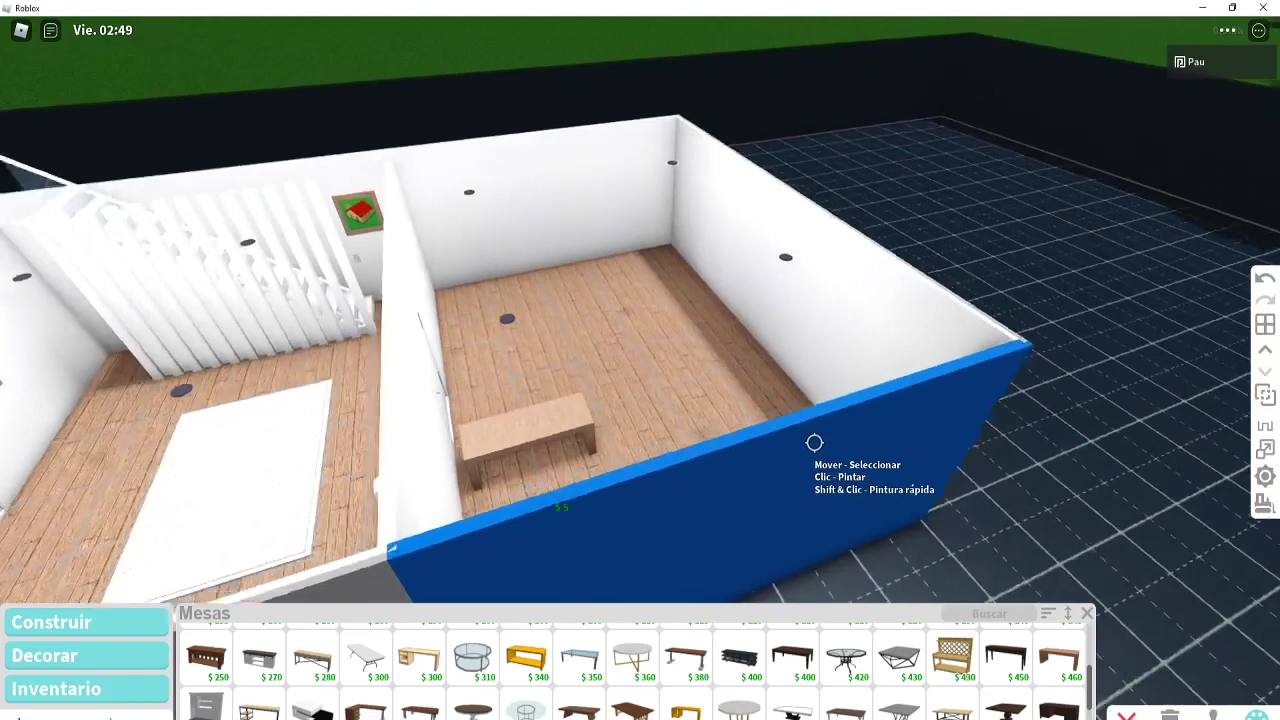 Roblox
Vie. 02:49
Pau
Mover - Seleccionar
Clic - Pintar
Shift & Clic - Pintura rápida
$ 5
Construir
Decorar
Inventario
Mesas
Buscar
$ 250
$ 270
$ 280
$ 300
$ 300
$ 310
$ 340
$ 350
$ 360
$ 380
$ 400
$ 400
$ 420
$ 430
$ 430
$ 450
$ 460